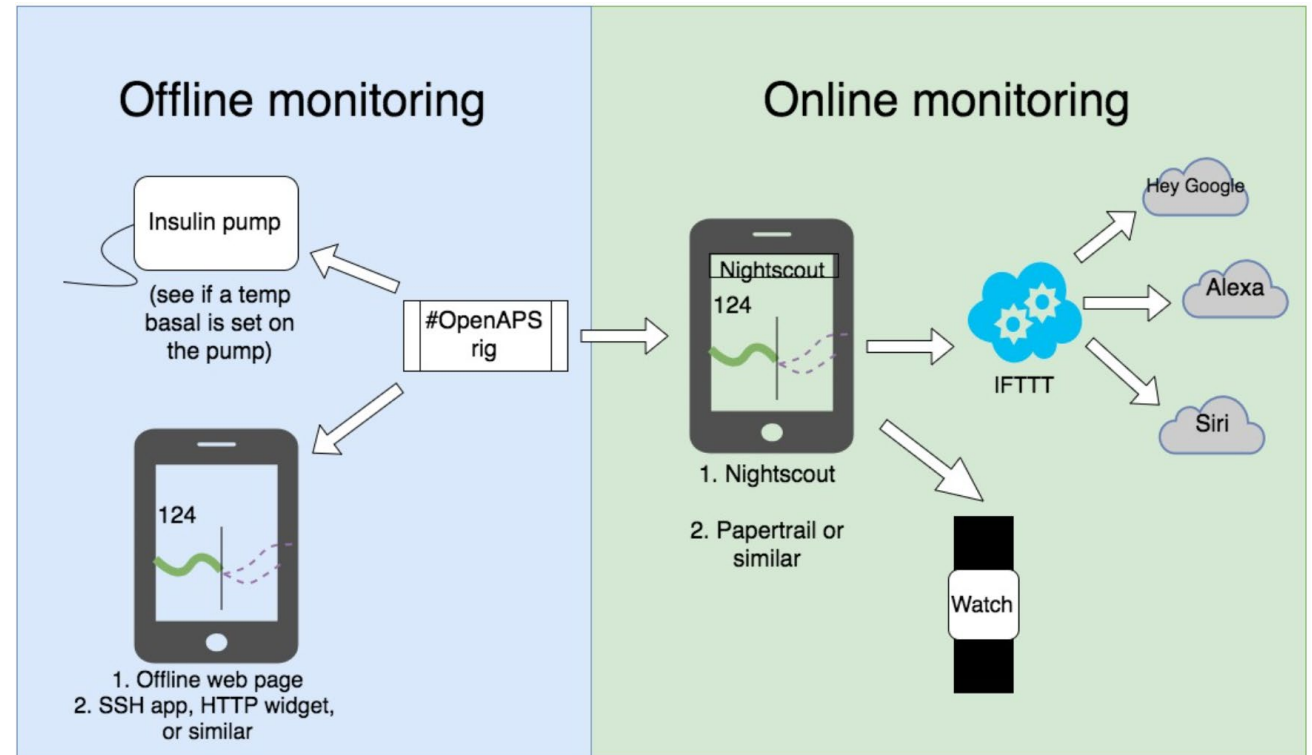 Offline monitoring
Insulin pump
(see if a temp
basal is set on
the pump)
#OpenAPS
rig
124
1. Offline web page
2. SSH app, HTTP widget,
or similar
Online monitoring
Nightscout
124
1. Nightscout
2. Papertrail or
similar
IFTTT
Hey Google
Alexa
Siri
Watch